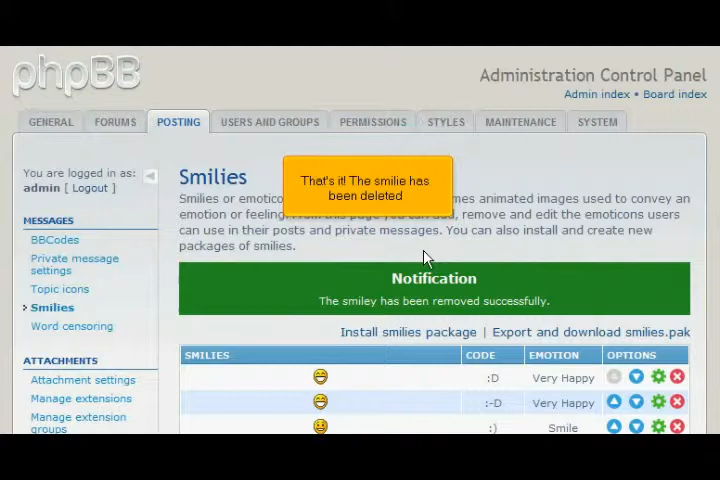 phpBB
Administration Control Panel
Admin index • Board index
GENERAL FORUMS POSTING USERS AND GROUPS PERMISSIONS STYLES MAINTENANCE SYSTEM
You are logged in as:
admin [ Logout ]
MESSAGES
BBCodes
Private message
settings
Topic icons
Smilies
Word censoring
ATTACHMENTS
Attachment settings
Manage extensions
Manage extension
groups
Smilies
That's it! The smilie has
been deleted
Smilies or emotico mes animated images used to convey an
emotion or feeling. From this page you can add, remove and edit the emoticons users
can use in their posts and private messages. You can also install and create new
packages of smilies.
Notification
The smiley has been removed successfully.
Install smilies package | Export and download smilies.pak
SMILIES CODE EMOTION OPTIONS
:D Very Happy
:-D Very Happy
:) Smile